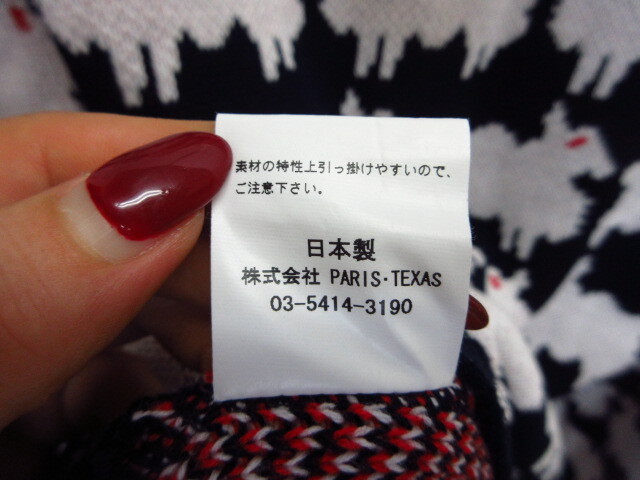 素材の特性上引っ掛けやすいので、
ご注意下さい。
日本製
株式会社 PARIS·TEXAS
03-5414-3190